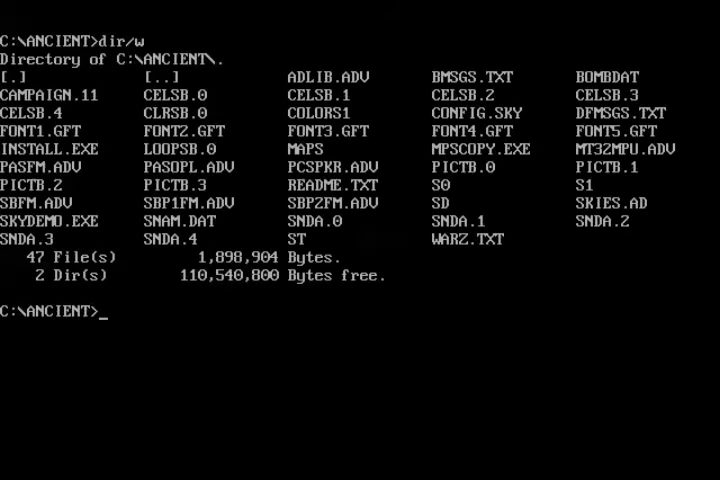 C:\ANCIENT>dir/w
Directory of C:\ANCIENT\.
[.] [..] ADLIB.ADV BMSGS.TXT BOMBDAT
CAMPAIGN.11 CELSB.0 CELSB.1 CELSB.2 CELSB.3
CELSB.4 CLRSB.0 COLORS1 CONFIG.SKY DFMSGS.TXT
FONT1.GFT FONT2.GFT FONT3.GFT FONT4.GFT FONT5.GFT
INSTALL.EXE LOOPSB.0 MAPS MPSCOPY.EXE MT32MPU.ADV
PASFM.ADV PASOPL.ADV PCSPKR.ADV PICTB.0 PICTB.1
PICTB.2 PICTB.3 README.TXT S0 S1
SBFM.ADV SBP1FM.ADV SBP2FM.ADV SD SKIES.AD
SKYDEMO.EXE SNAM.DAT SNDA.0 SNDA.1 SNDA.2
SNDA.3 SNDA.4 ST WARZ.TXT
47 File(s) 1,898,904 Bytes.
2 Dir(s) 110,540,800 Bytes free.
C:\ANCIENT>_